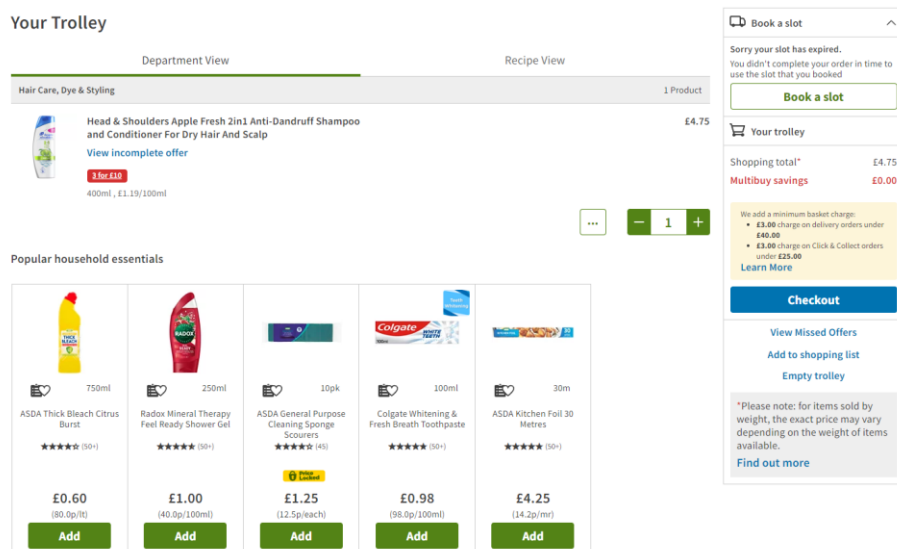 Your Trolley
Department View
Recipe View
Hair Care, Dye & Styling
1 Product
Head & Shoulders Apple Fresh 2in1 Anti-Dandruff Shampoo
and Conditioner For Dry Hair And Scalp
£4.75
View incomplete offer
3 for £10
400ml , £1.19/100ml
...
1
Popular household essentials
THICK
BLEACH
750ml
ASDA Thick Bleach Citrus
Burst
(50+)
£0.60
(80.0p/lt)
Add
RADOX
250ml
Radox Mineral Therapy
Feel Ready Shower Gel
(50+)
£1.00
(40.0p/100ml)
Add
10pk
ASDA General Purpose
Cleaning Sponge
Scourers
(45)
Price
Locked
£1.25
(12.5p/each)
Add
Colgate
WHITE
TEETH
100ml
Colgate Whitening &
Fresh Breath Toothpaste
(50+)
£0.98
(98.0p/100ml)
Add
30m
ASDA Kitchen Foil 30
Metres
(50+)
£4.25
(14.2p/mr)
Add
Book a slot
Sorry your slot has expired.
You didn't complete your order in time to
use the slot that you booked
Book a slot
Your trolley
Shopping total*
£4.75
Multibuy savings
£0.00
We add a minimum basket charge:
• £3.00 charge on delivery orders under
£40.00
• £3.00 charge on Click & Collect orders
under £25.00
Learn More
Checkout
View Missed Offers
Add to shopping list
Empty trolley
*Please note: for items sold by
weight, the exact price may vary
depending on the weight of items
available.
Find out more